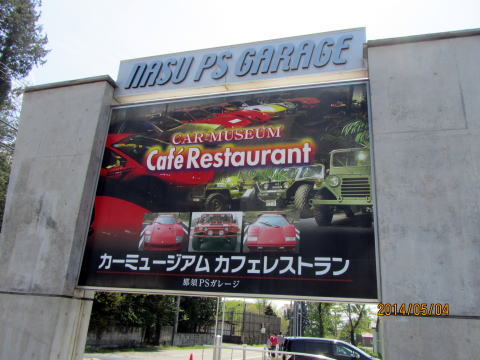 NASU PS GARAGE
CAR-MUSEUM
Café Restaurant
カーミュージアム カフェレストラン
那須PSガレージ
2014/05/04